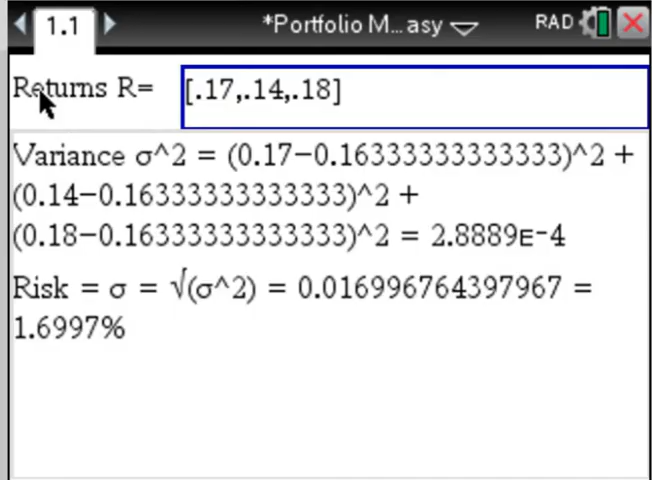 1.1 *Portfolio M...asy RAD
Returns R= [.17,.14,.18]
Variance σ^2 = (0.17−0.16333333333333)^2 +
(0.14−0.16333333333333)^2 +
(0.18−0.16333333333333)^2 = 2.8889E-4
Risk = σ = √(σ^2) = 0.016996764397967 =
1.6997%